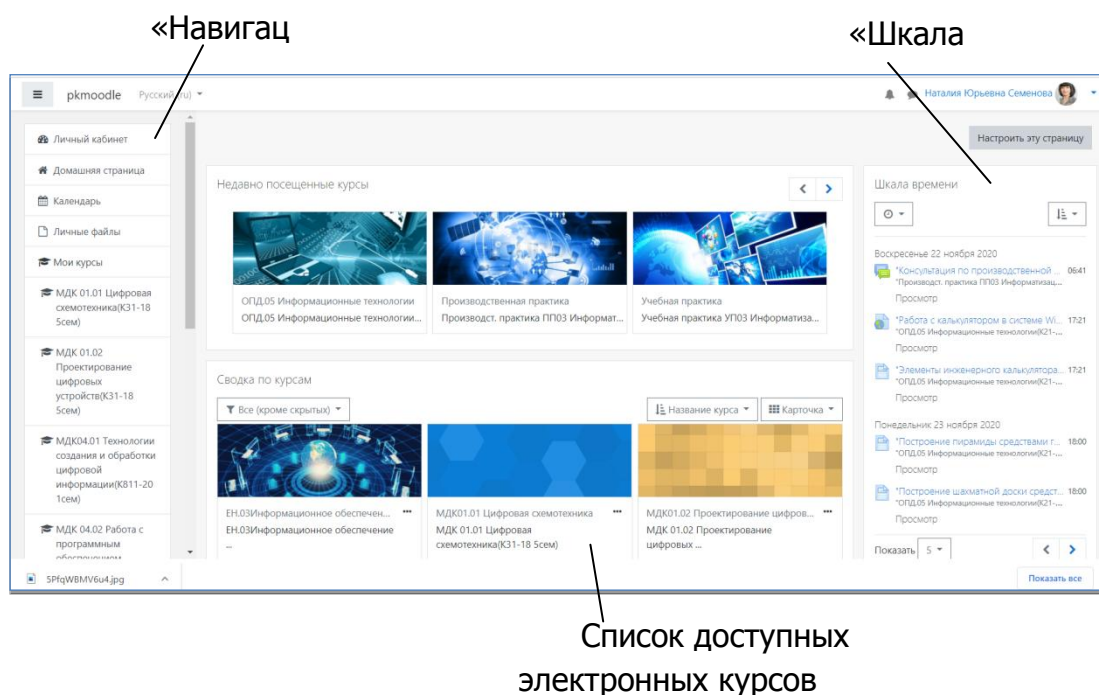 «Навигац
«Шкала
pkmoodle Русский (ru)
Наталия Юрьевна Семенова
Настроить эту страницу
Личный кабинет
Домашняя страница
Календарь
Личные файлы
Мои курсы
МДК 01.01 Цифровая
схемотехника(К31-18
5сем)
МДК 01.02
Проектирование
цифровых
устройств(К31-18
5сем)
МДК04.01 Технологии
создания и обработки
цифровой
информации(К811-20
1сем)
МДК 04.02 Работа с
программным
обеспечением
Недавно посещенные курсы
ОПД.05 Информационные технологии
ОПД.05 Информационные технологии...
Производственная практика
Производст. практика ПП03 Информат...
Учебная практика
Учебная практика УП03 Информатиза...
Сводка по курсам
Все (кроме скрытых)
Название курса
Карточка
ЕН.03Информационное обеспечен... ...
ЕН.03Информационное обеспечение
...
МДК01.01 Цифровая схемотехника ...
МДК 01.01 Цифровая
схемотехника(К31-18 5сем)
МДК01.02 Проектирование цифров... ...
МДК 01.02 Проектирование
цифровых ...
Шкала времени
Воскресенье 22 ноября 2020
"Консультация по производственной ... 06:41
"Производст. практика ПП03 Информатизац...
Просмотр
"Работа с калькулятором в системе Wi... 17:21
"ОПД.05 Информационные технологии(К21-...
Просмотр
"Элементы инженерного калькулятора... 17:21
"ОПД.05 Информационные технологии(К21-...
Просмотр
Понедельник 23 ноября 2020
"Построение пирамиды средствами г... 18:00
"ОПД.05 Информационные технологии(К21-...
Просмотр
"Построение шахматной доски средст... 18:00
"ОПД.05 Информационные технологии(К21-...
Просмотр
Показать 5
5PfqWBMV6u4.jpg
Показать все
Список доступных
электронных курсов